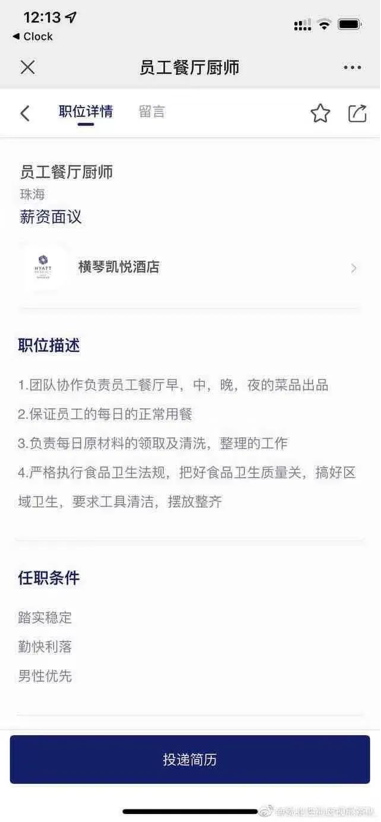 12:13
Clock
员工餐厅厨师
职位详情
留言
员工餐厅厨师
珠海
薪资面议
HYATT
横琴凯悦酒店
职位描述
1.团队协作负责员工餐厅早，中，晚，夜的菜品出品
2.保证员工的每日的正常用餐
3.负责每日原材料的领取及清洗，整理的工作
4.严格执行食品卫生法规，把好食品卫生质量关，搞好区
域卫生，要求工具清洁，摆放整齐
任职条件
踏实稳定
勤快利落
男性优先
投递简历